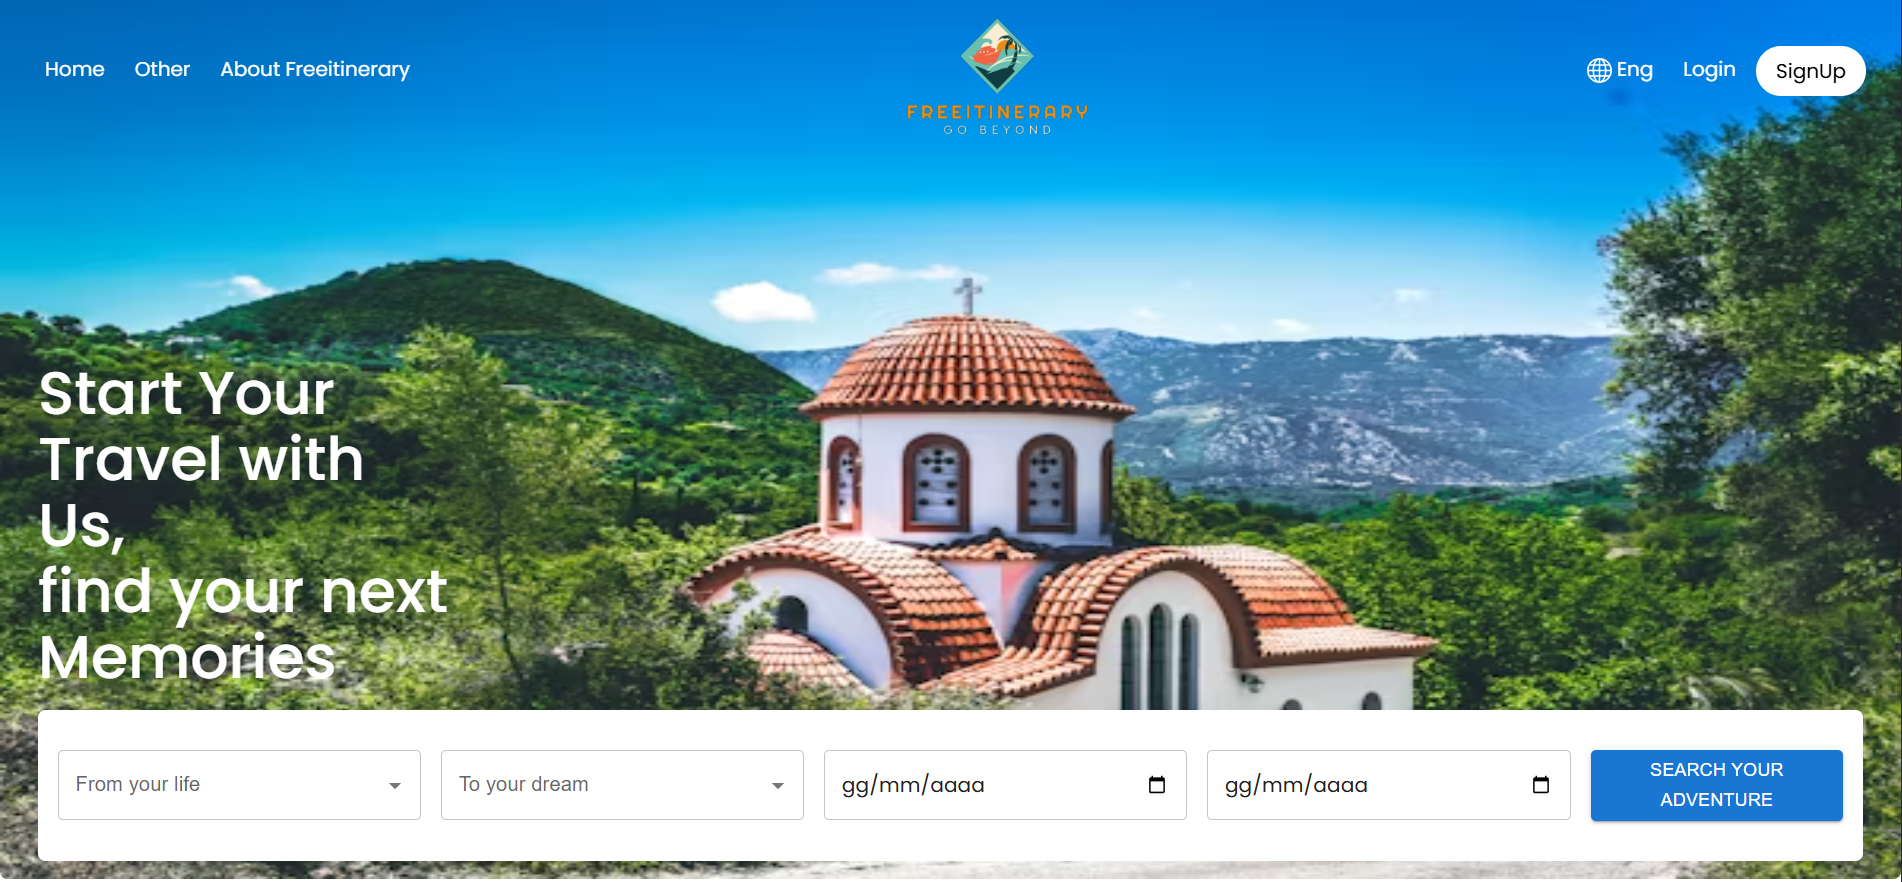 Home Other About Freeitinerary
FREEITINERARY
GO BEYOND
Eng Login SignUp
Start Your
Travel with
Us,
find your next
Memories
From your life
To your dream
gg/mm/aaaa
gg/mm/aaaa
SEARCH YOUR
ADVENTURE